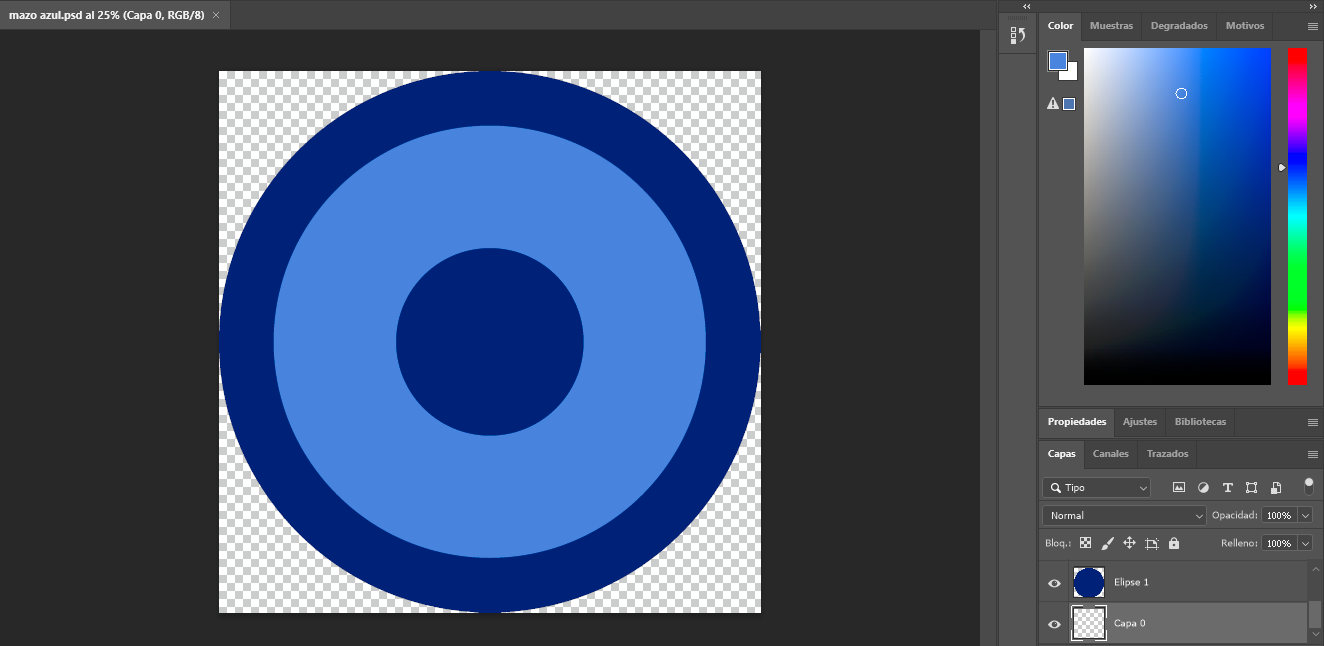 mazo azul.psd al 25% (Capa 0, RGB/8) ×
Color Muestras Degradados Motivos
Propiedades Ajustes Bibliotecas
Capas Canales Trazados
Tipo
Normal Opacidad: 100%
Bloq.: Relleno: 100%
Elipse 1
Capa 0